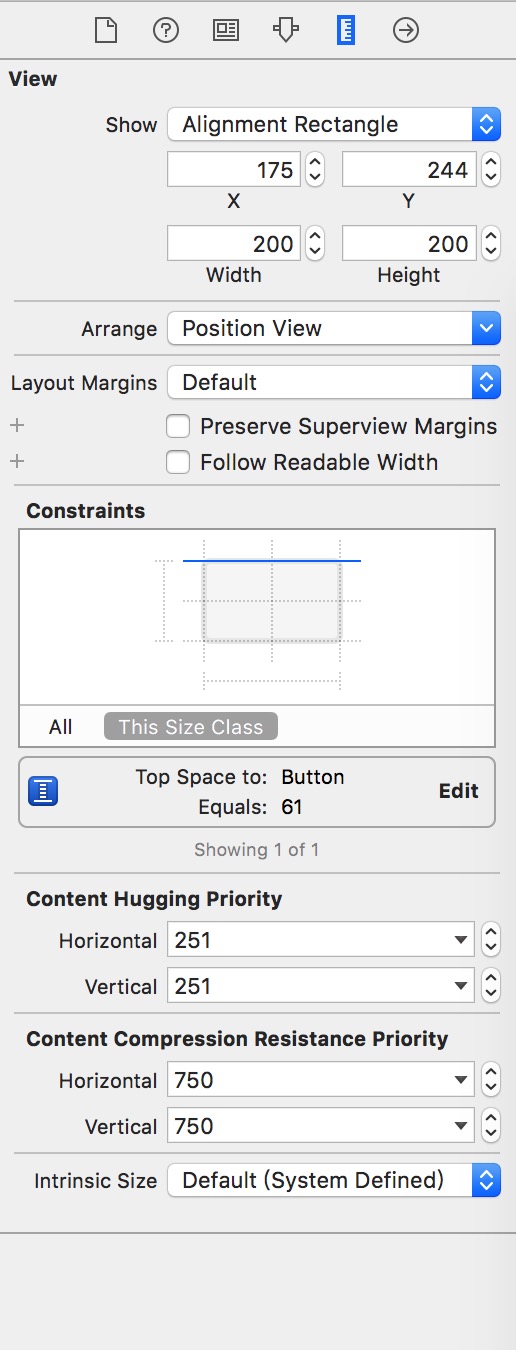 View
Show Alignment Rectangle
175 244
X Y
200 200
Width Height
Arrange Position View
Layout Margins Default
Preserve Superview Margins
Follow Readable Width
Constraints
All This Size Class
Top Space to: Button
Equals: 61
Edit
Showing 1 of 1
Content Hugging Priority
Horizontal 251
Vertical 251
Content Compression Resistance Priority
Horizontal 750
Vertical 750
Intrinsic Size Default (System Defined)